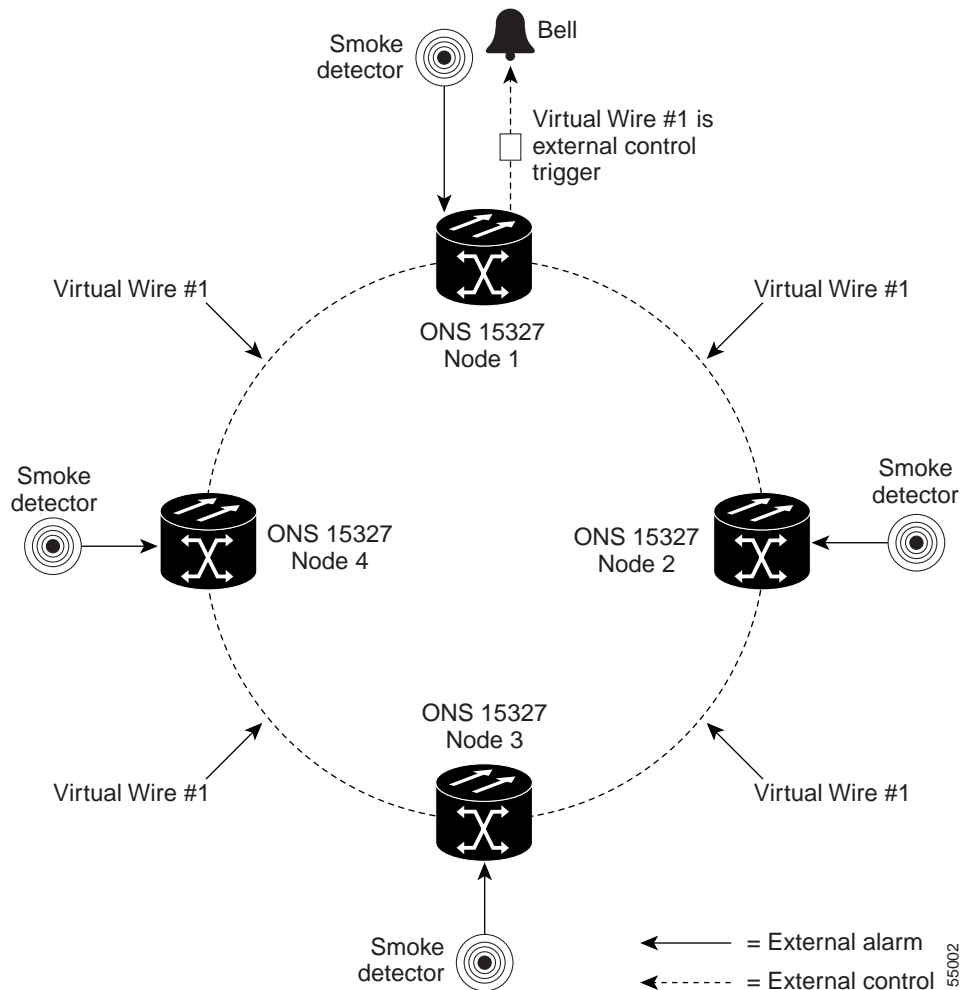 Smoke
detector
Bell
Virtual Wire #1 is
external control
trigger
Virtual Wire #1
Virtual Wire #1
ONS 15327
Node 1
Smoke
detector
ONS 15327
Node 4
ONS 15327
Node 2
Smoke
detector
ONS 15327
Node 3
Virtual Wire #1
Virtual Wire #1
Smoke
detector
= External alarm
= External control
55002